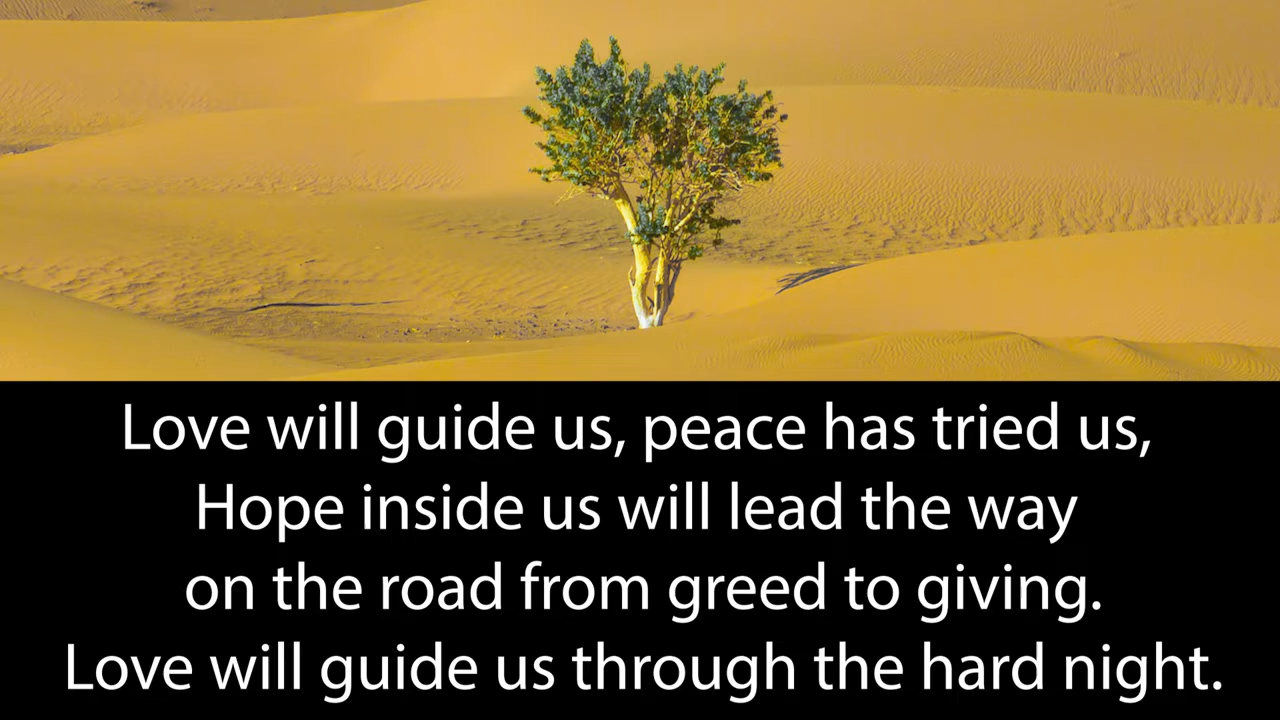 Love will guide us, peace has tried us,
Hope inside us will lead the way
on the road from greed to giving.
Love will guide us through the hard night.